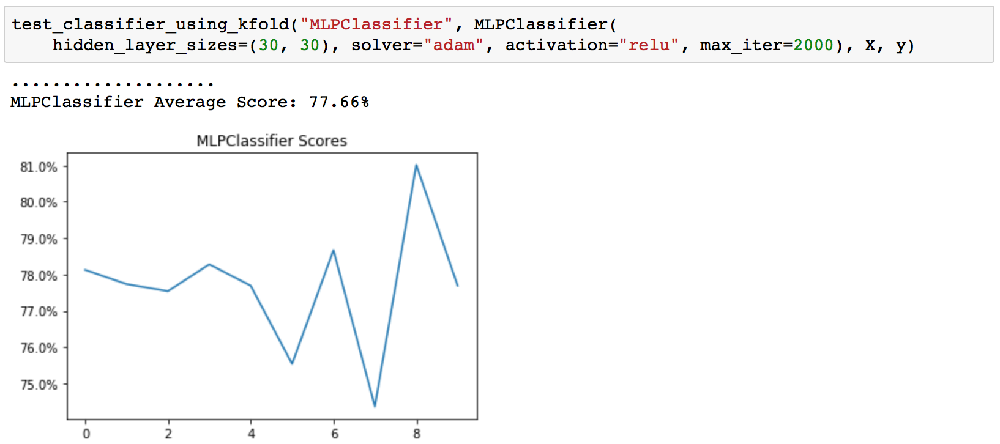 test_classifier_using_kfold("MLPClassifier", MLPClassifier(
    hidden_layer_sizes=(30, 30), solver="adam", activation="relu", max_iter=2000), X, y)
....................
MLPClassifier Average Score: 77.66%
MLPClassifier Scores
81.0%
80.0%
79.0%
78.0%
77.0%
76.0%
75.0%
0 2 4 6 8